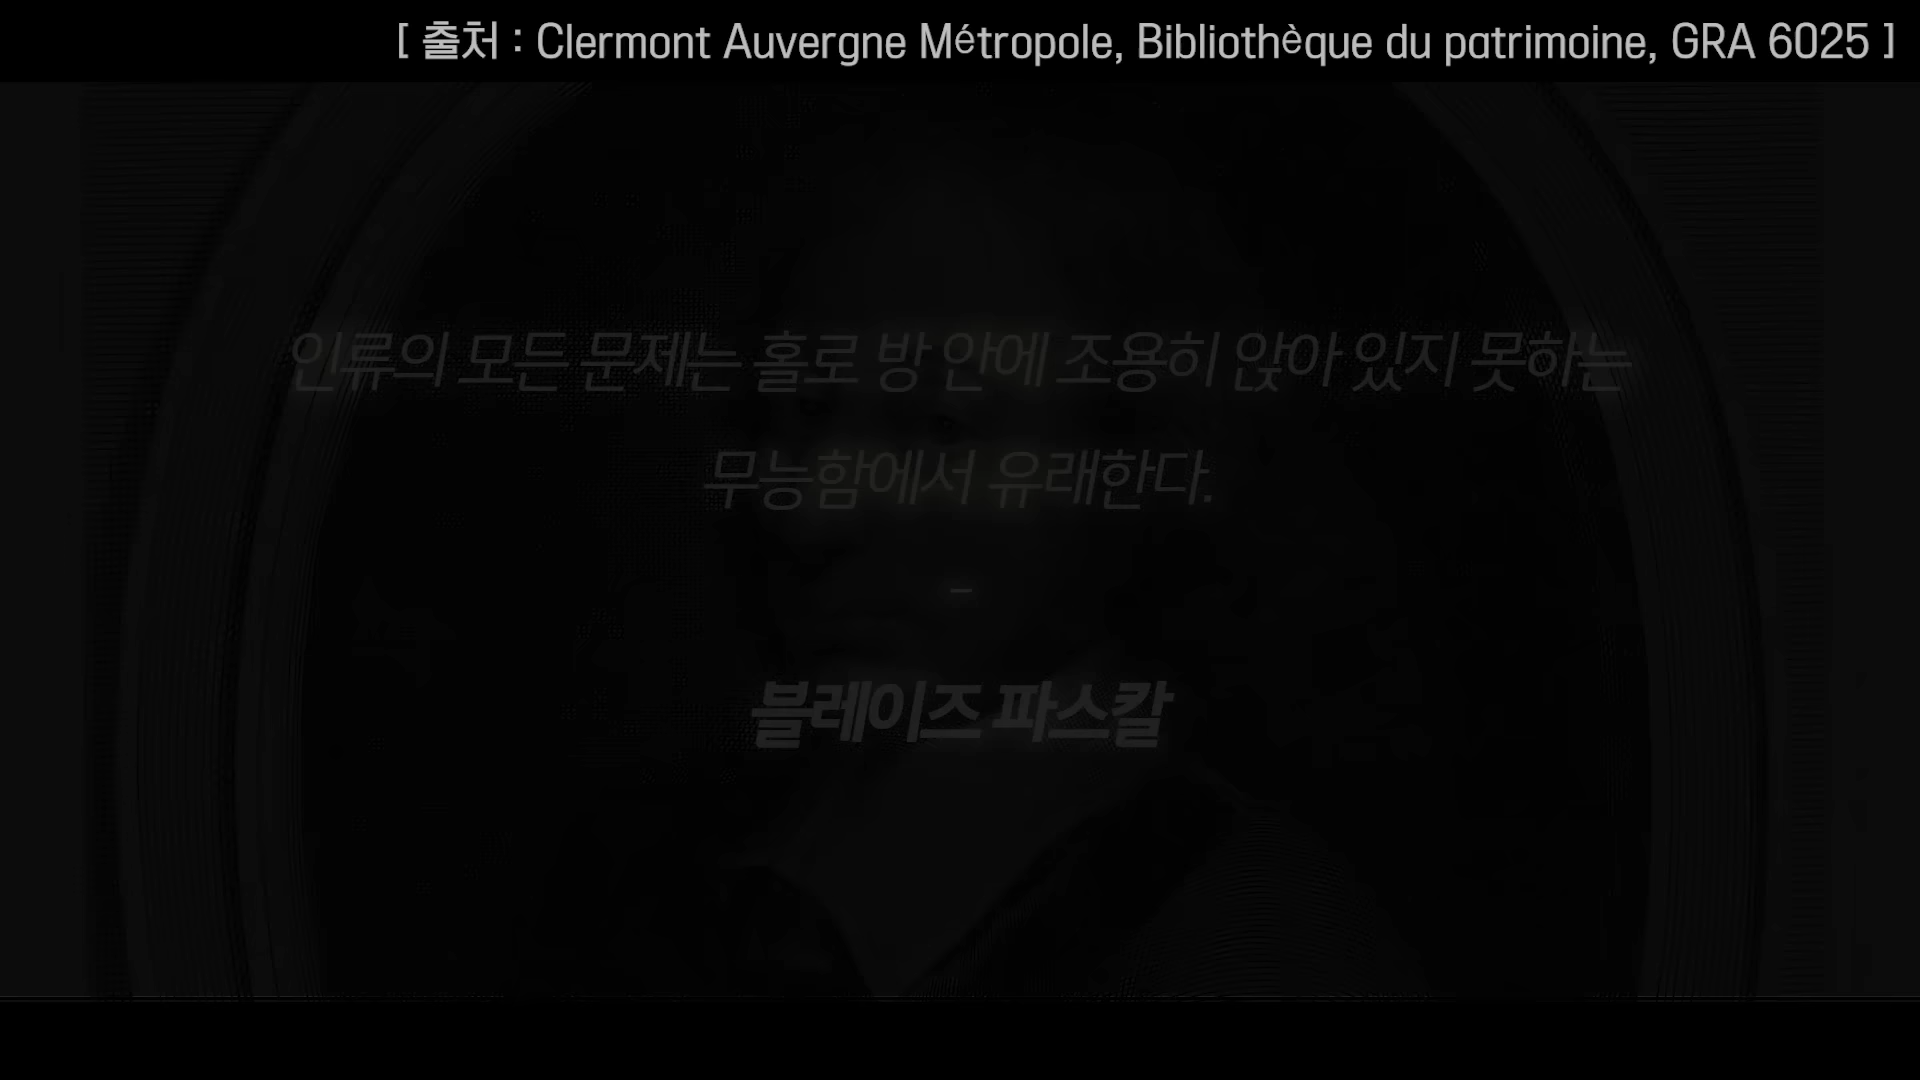 [ 출처 : Clermont Auvergne Métropole, Bibliothèque du patrimoine, GRA 6025 ]
인류의 모든 문제는 홀로 방 안에 조용히 앉아 있지 못하는
무능함에서 유래한다.
–
블레이즈 파스칼